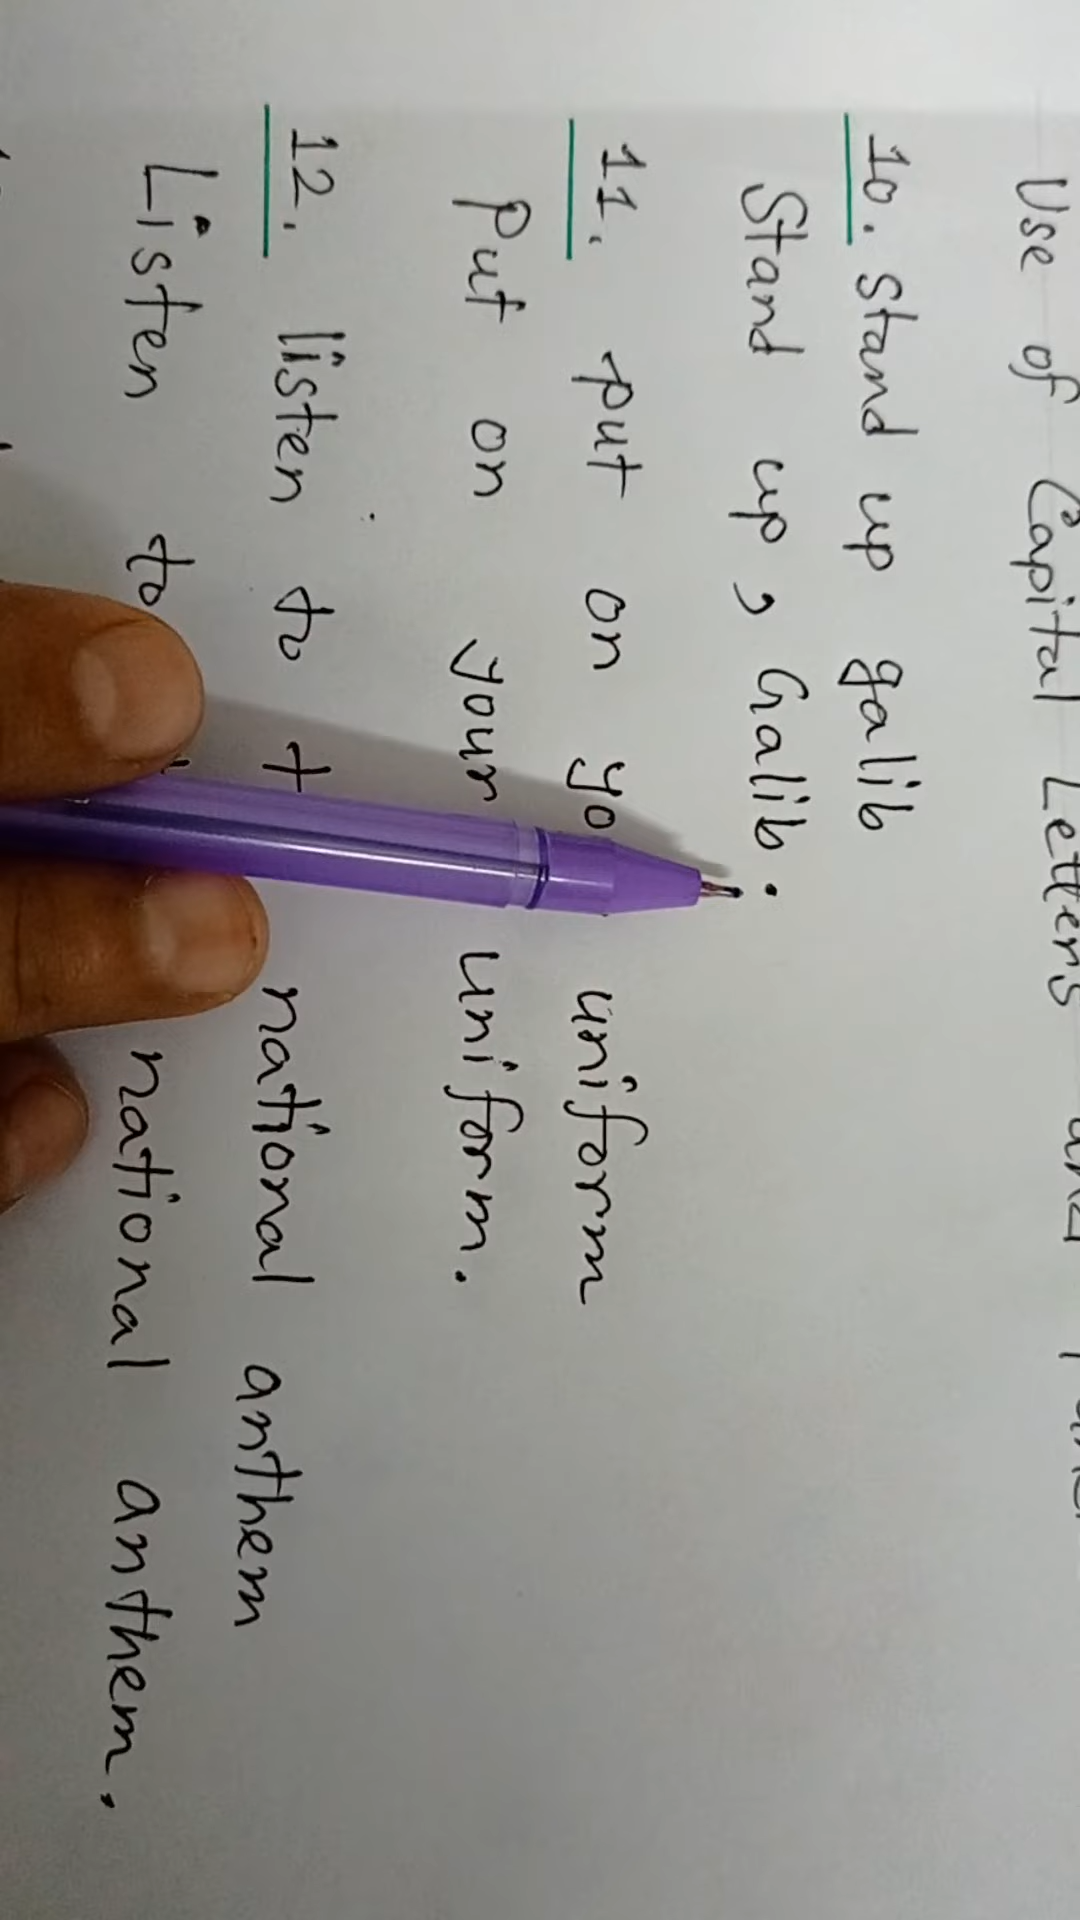 Use of Capital Letters and
10. stand up galib
Stand up, Galib.
11. put on uniform
Put on your uniform.
12. listen to national anthem
Listen to national anthem.